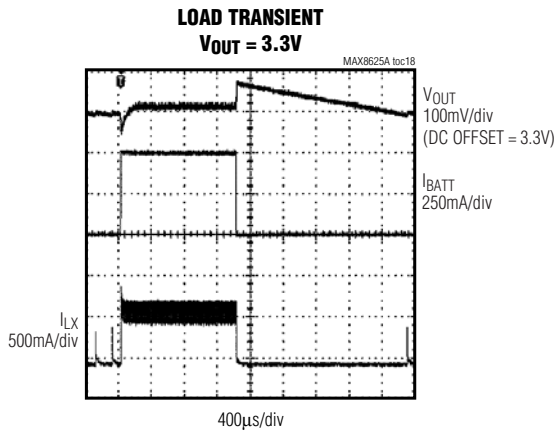 LOAD TRANSIENT
VOUT = 3.3V
MAX8625A toc18
VOUT
100mV/div
(DC OFFSET = 3.3V)
IBATT
250mA/div
ILX
500mA/div
400µs/div